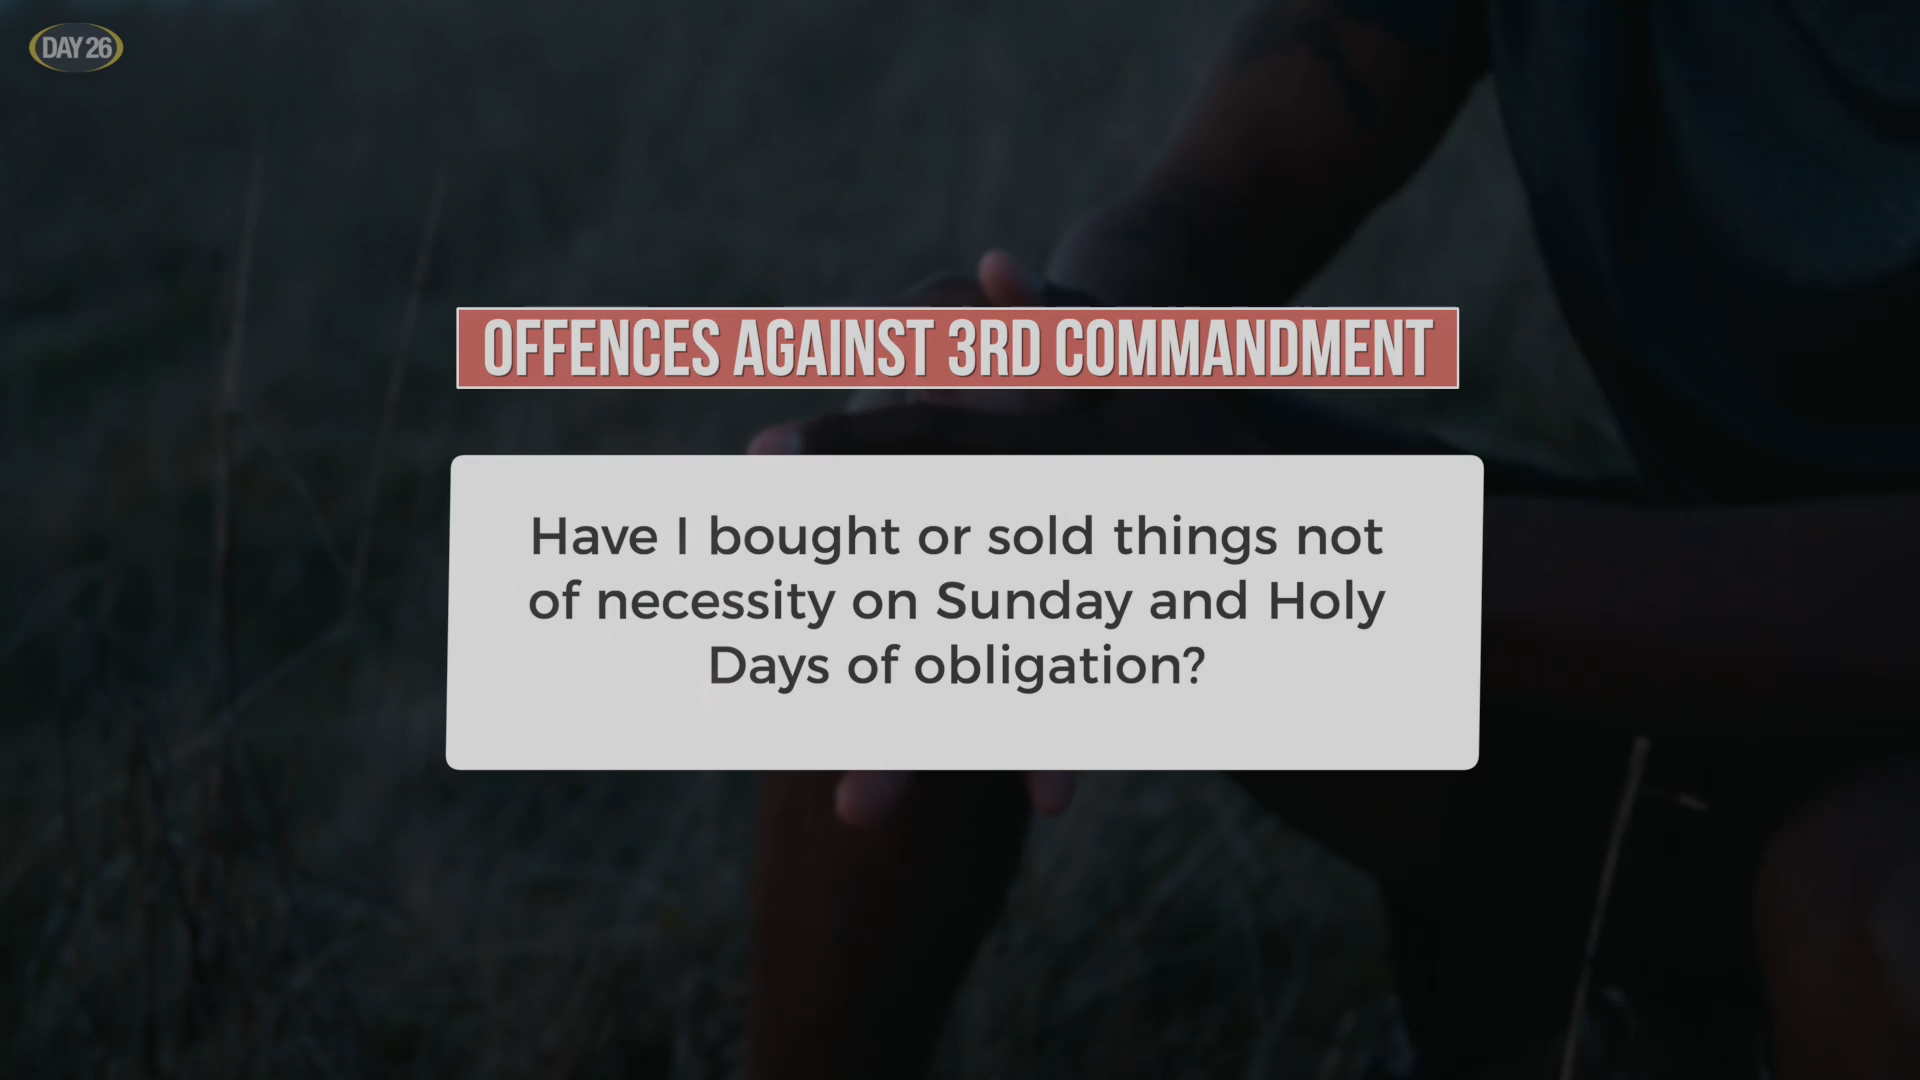 DAY 26
OFFENCES AGAINST 3RD COMMANDMENT
Have I bought or sold things not
of necessity on Sunday and Holy
Days of obligation?